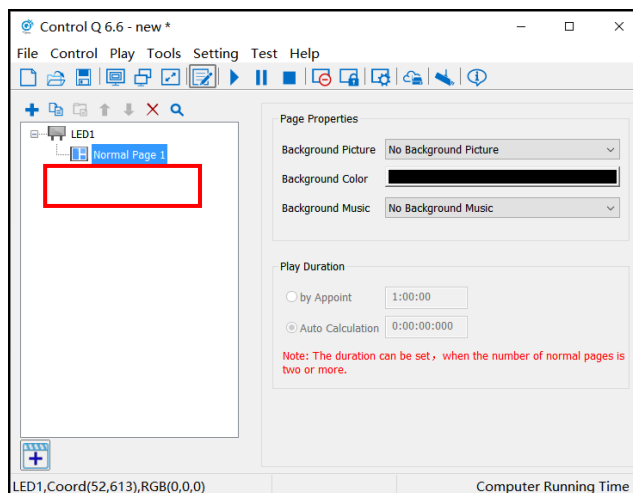 Control Q 6.6 - new *
File Control Play Tools Setting Test Help
LED1
Normal Page 1
Page Properties
Background Picture No Background Picture
Background Color
Background Music No Background Music
Play Duration
by Appoint 1:00:00
Auto Calculation 0:00:00:000
Note: The duration can be set，when the number of normal pages is
two or more.
LED1,Coord(52,613),RGB(0,0,0)
Computer Running Time